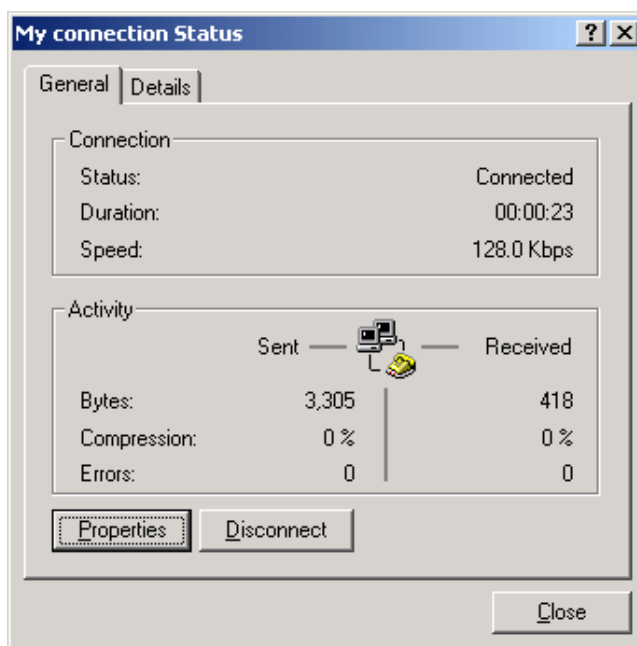 My connection Status
General Details
Connection
Status: Connected
Duration: 00:00:23
Speed: 128.0 Kbps
Activity
Sent Received
Bytes: 3,305 418
Compression: 0 % 0 %
Errors: 0 0
Properties Disconnect
Close